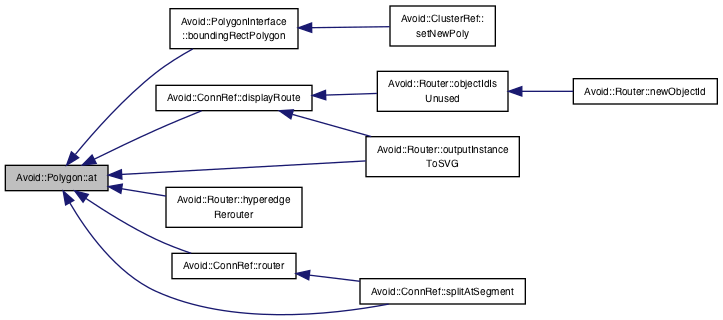 Avoid::PolygonInterface
::boundingRectPolygon
Avoid::ClusterRef::
setNewPoly
Avoid::ConnRef::displayRoute
Avoid::Router::objectIdIs
Unused
Avoid::Router::newObjectId
Avoid::Router::outputInstance
ToSVG
Avoid::Polygon::at
Avoid::Router::hyperedge
Rerouter
Avoid::ConnRef::router
Avoid::ConnRef::splitAtSegment